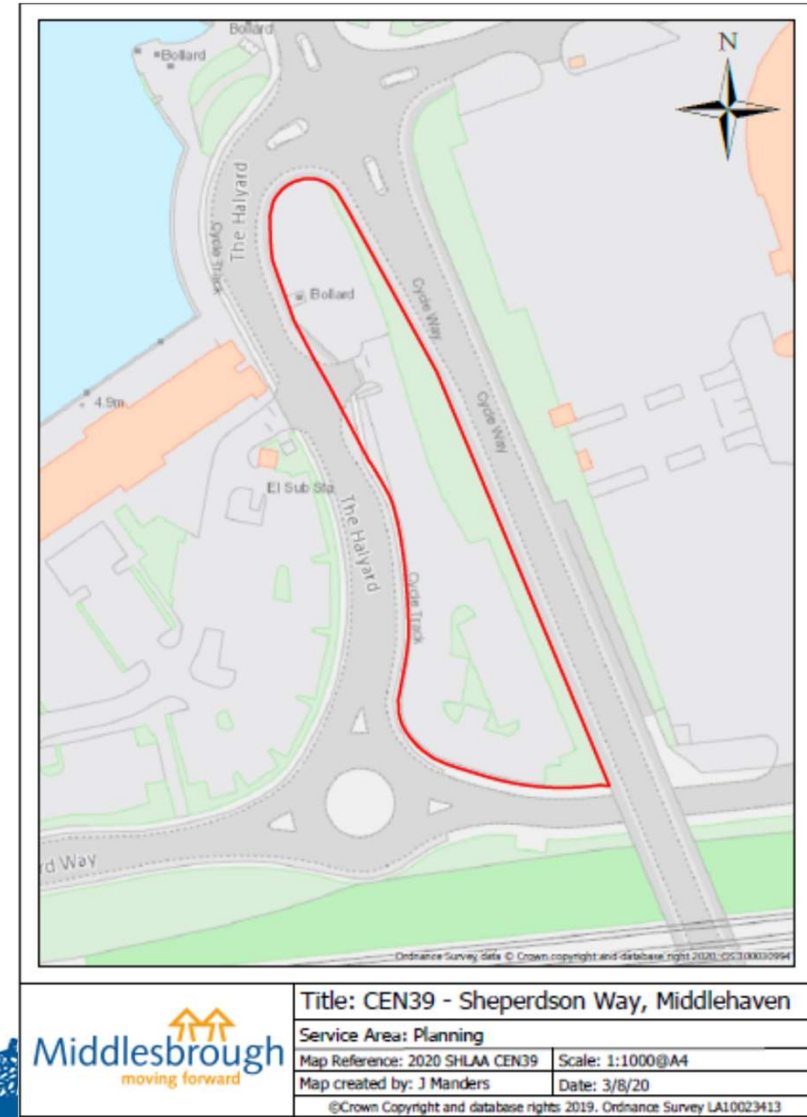 Bollard
Bollard
N
The Halyard
Cycle Track
Bollard
Cycle Way
Cycle Way
4.9m
El Sub Sta
The Halyard
Cycle Track
rd Way
Ordnance Survey data © Crown copyright and database right 2020. OS 100030994
Middlesbrough
moving forward
Title: CEN39 - Sheperdson Way, Middlehaven
Service Area: Planning
Map Reference: 2020 SHLAA CEN39 Scale: 1:1000@A4
Map created by: J Manders Date: 3/8/20
©Crown Copyright and database rights 2019. Ordnance Survey LA10023413